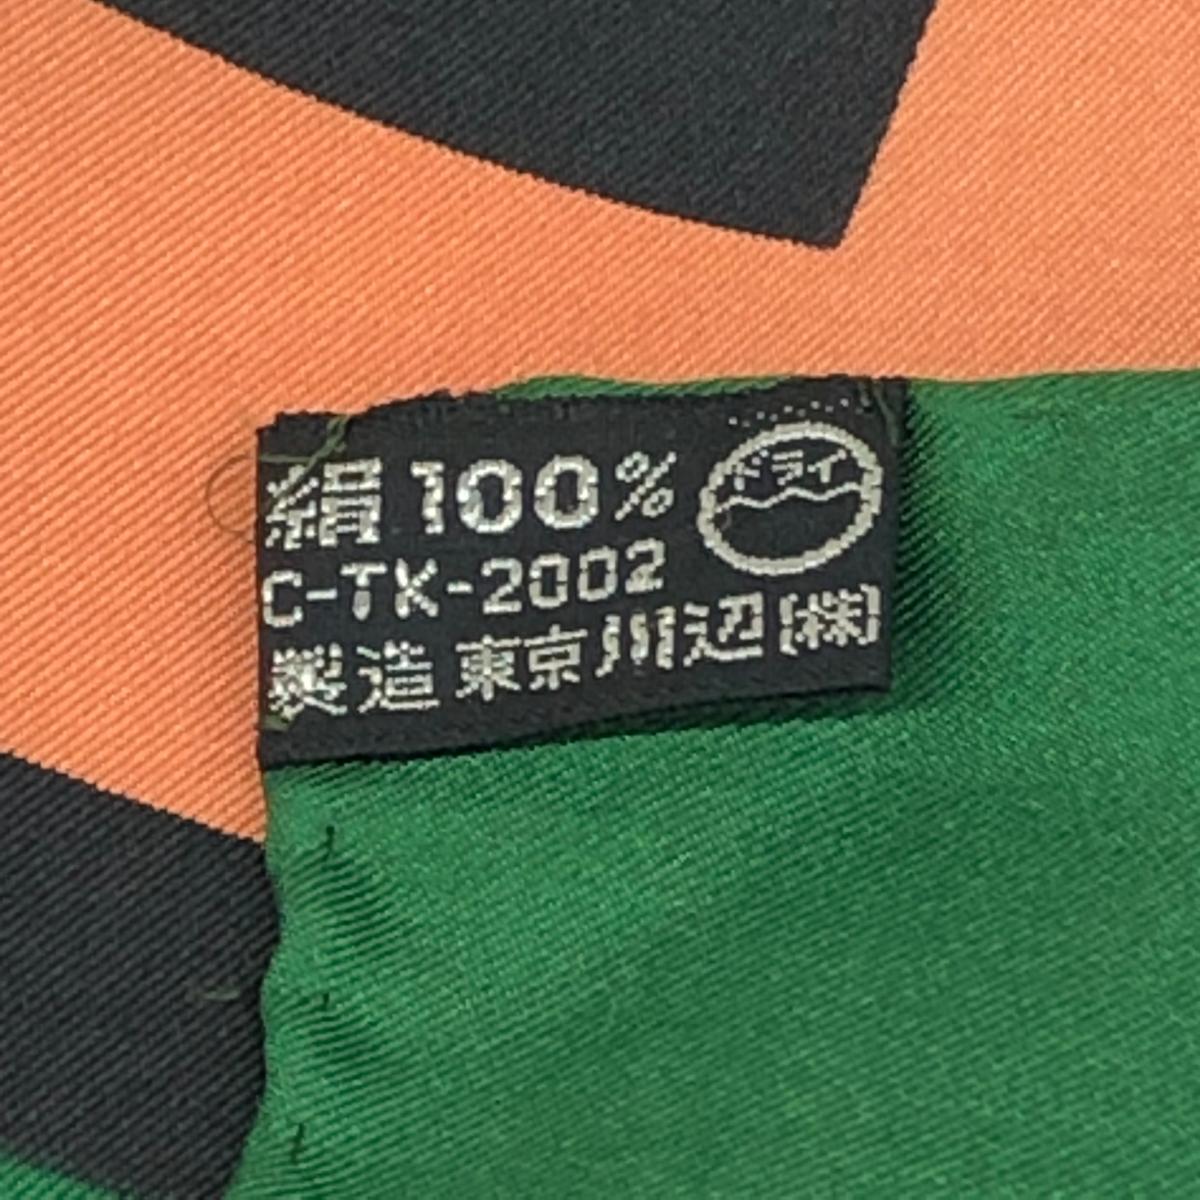 絹 100% ドライ
C-TK-2002
製造 東京川辺(株)